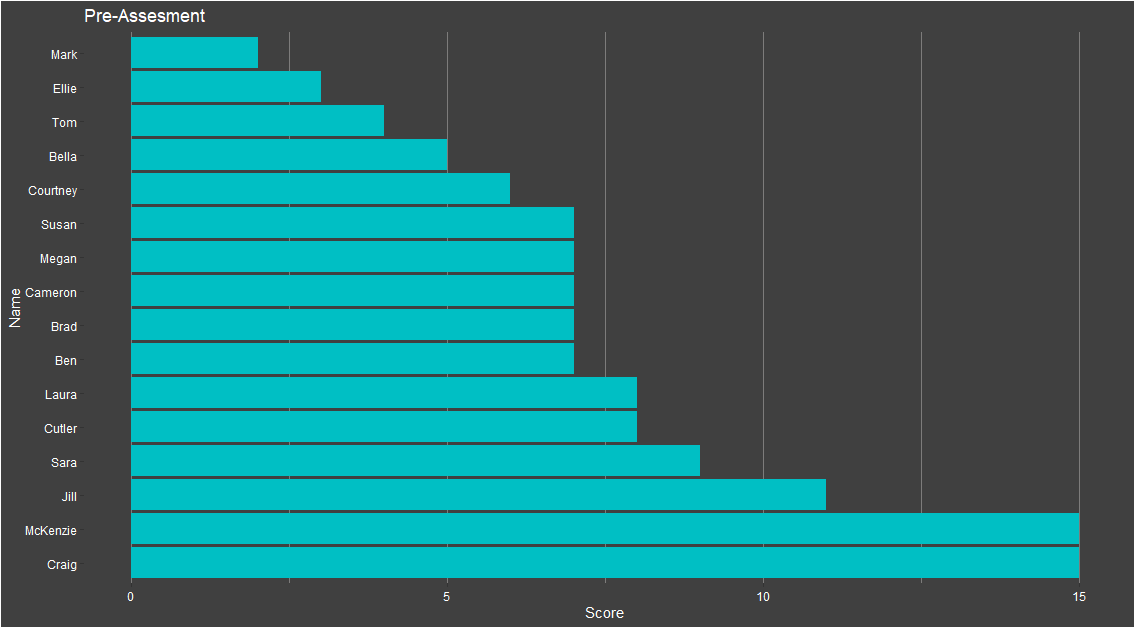 Pre-Assesment
Name
Mark
Ellie
Tom
Bella
Courtney
Susan
Megan
Cameron
Brad
Ben
Laura
Cutler
Sara
Jill
McKenzie
Craig
0 5 10 15
Score